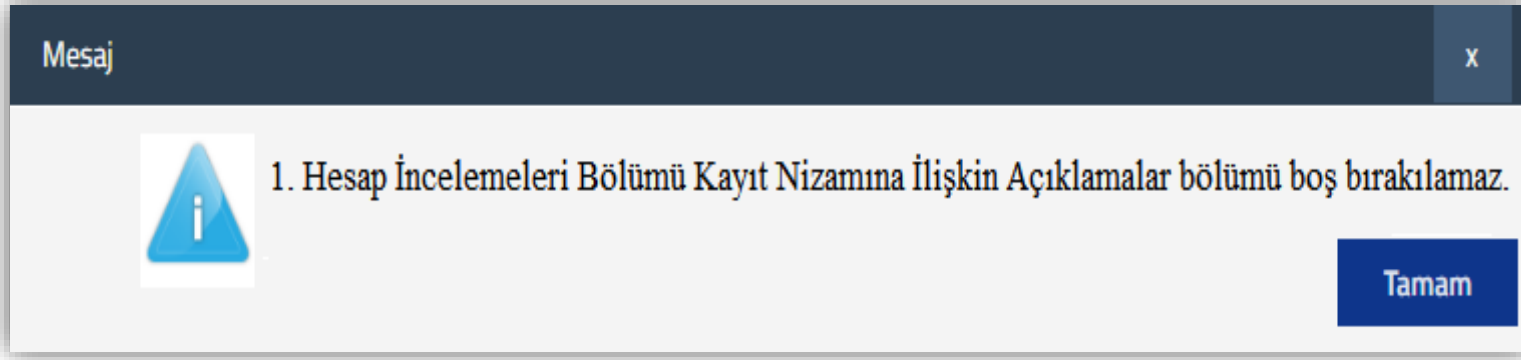 Mesaj
x
1. Hesap İncelemeleri Bölümü Kayıt Nizamına İlişkin Açıklamalar bölümü boş bırakılamaz.
i
Tamam